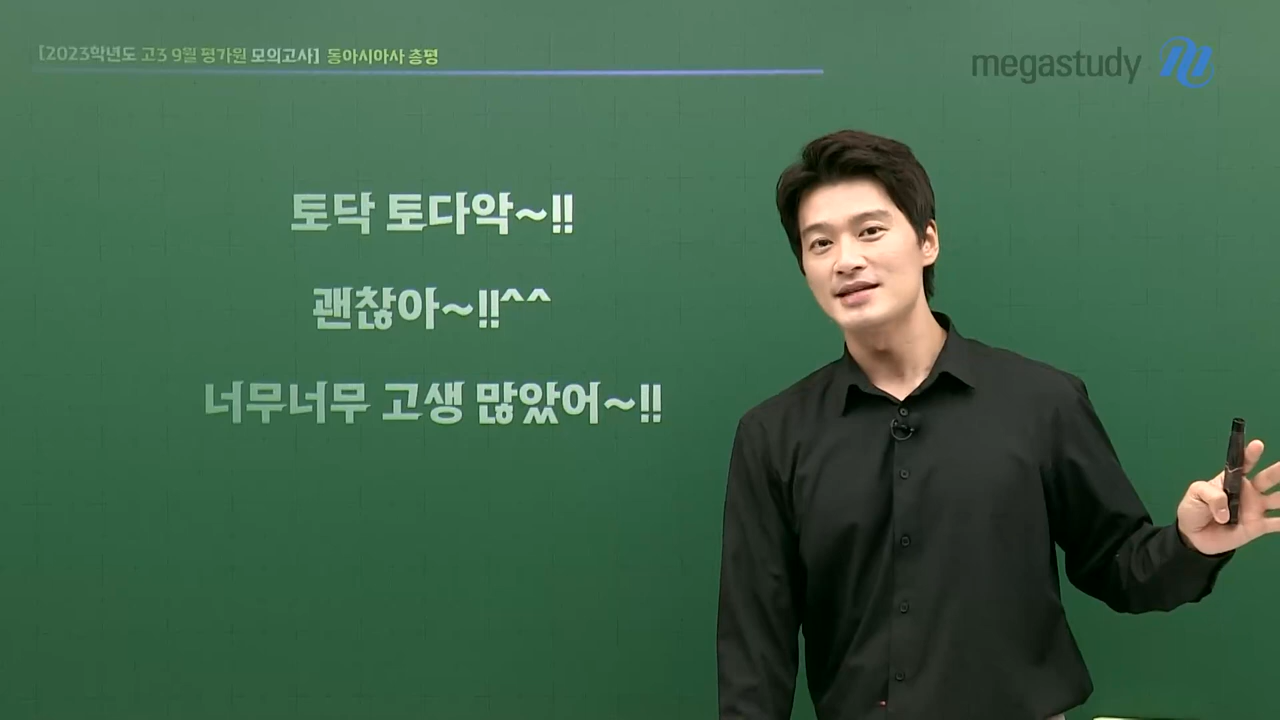 [2023학년도 고3 9월 평가원 모의고사] 동아시아사 총평
megastudy
토닥 토다악~!!
괜찮아~!!^^
너무너무 고생 많았어~!!